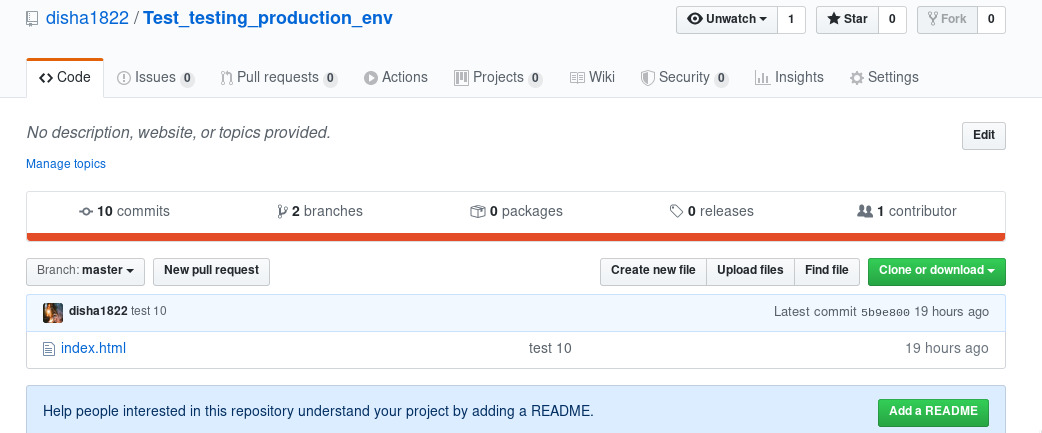 disha1822 / Test_testing_production_env Unwatch 1 Star 0 Fork 0
Code Issues 0 Pull requests 0 Actions Projects 0 Wiki Security 0 Insights Settings
No description, website, or topics provided. Edit
Manage topics
10 commits 2 branches 0 packages 0 releases 1 contributor
Branch: master New pull request Create new file Upload files Find file Clone or download
disha1822 test 10 Latest commit 5b9e800 19 hours ago
index.html test 10 19 hours ago
Help people interested in this repository understand your project by adding a README. Add a README